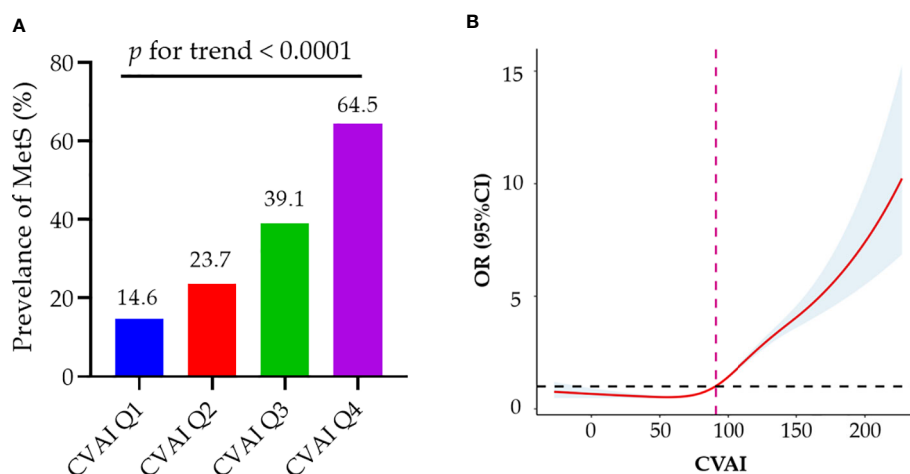 A
p for trend < 0.0001
Prevelance of MetS (%)
80
60
40
20
0
14.6
23.7
39.1
64.5
CVAI Q1
CVAI Q2
CVAI Q3
CVAI Q4
B
OR (95%CI)
15
10
5
0
0
50
100
150
200
CVAI